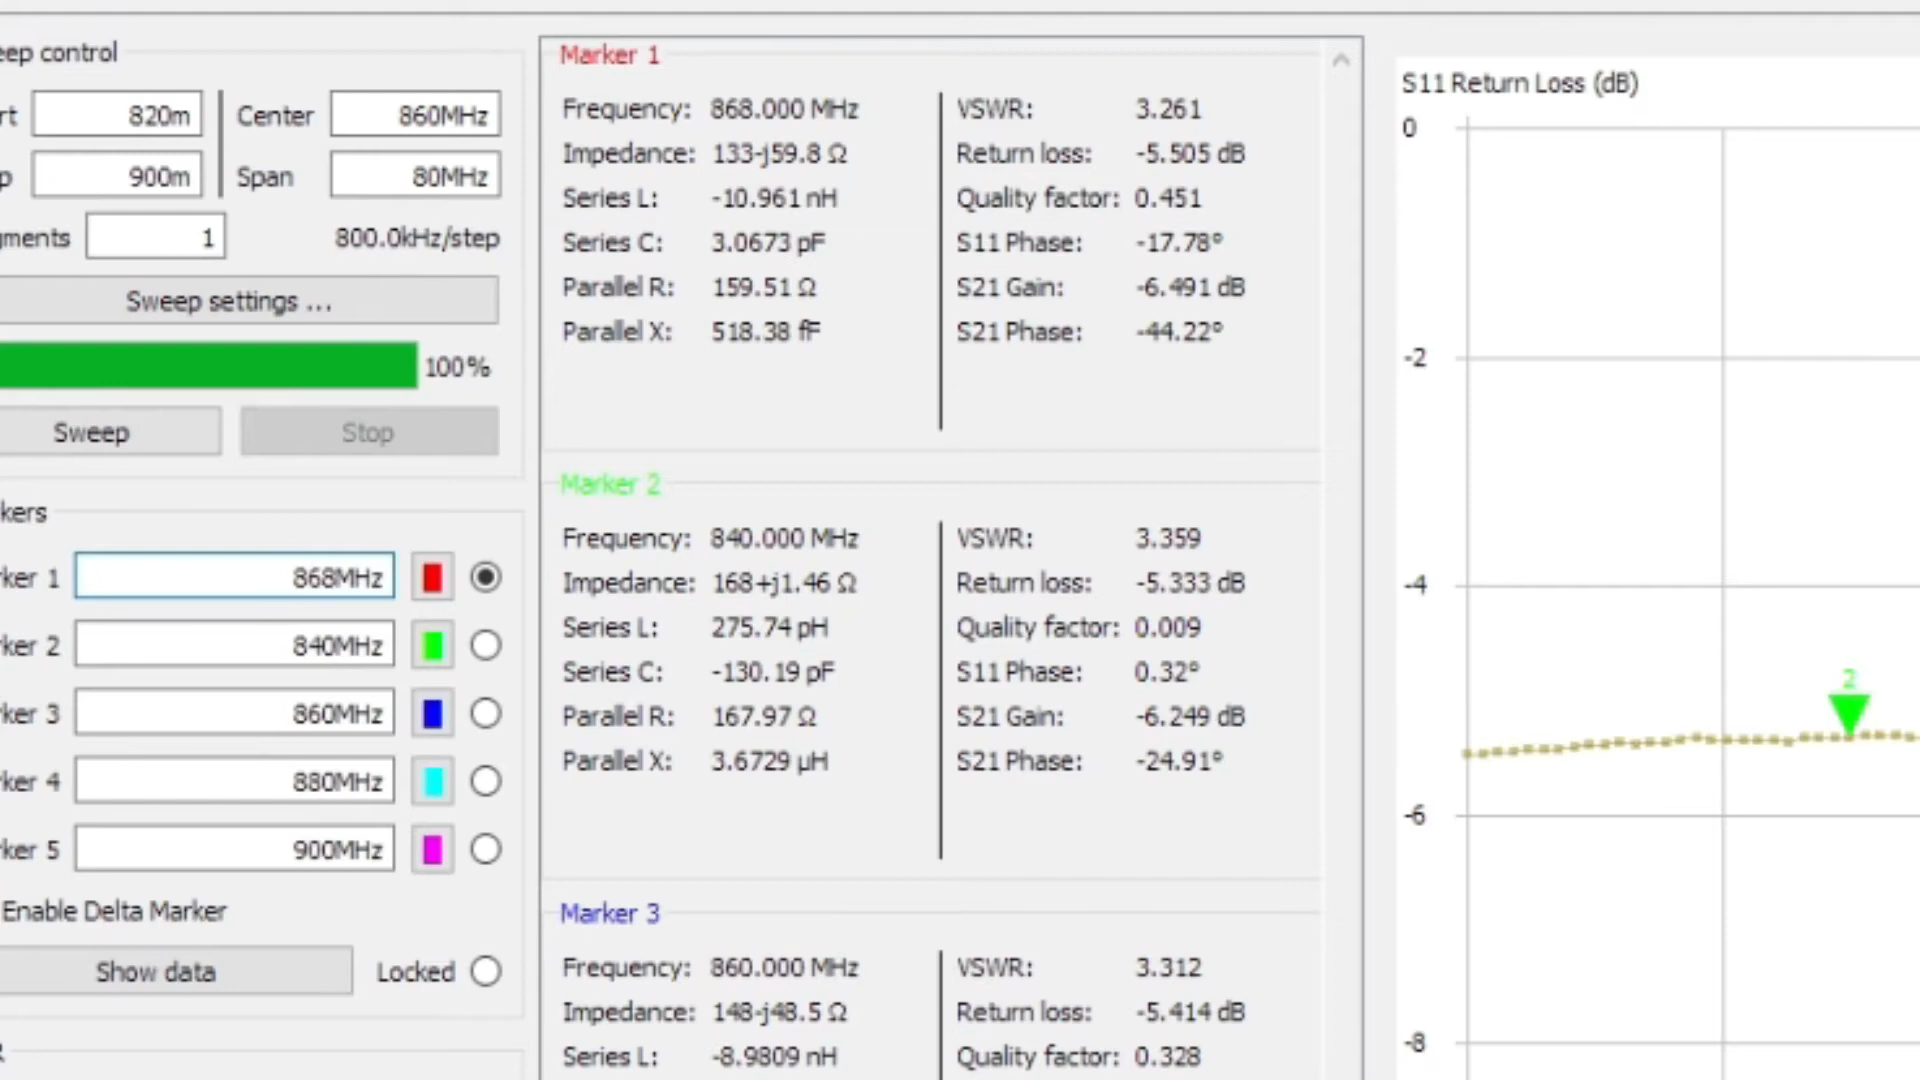 eep control
rt 820m Center 860MHz
p 900m Span 80MHz
gments 1 800.0kHz/step
Sweep settings ...
100%
Sweep Stop
kers
ker 1 868MHz
ker 2 840MHz
ker 3 860MHz
ker 4 880MHz
ker 5 900MHz
Enable Delta Marker
Show data Locked
Marker 1
Frequency: 868.000 MHz VSWR: 3.261
Impedance: 133-j59.8 Ω Return loss: -5.505 dB
Series L: -10.961 nH Quality factor: 0.451
Series C: 3.0673 pF S11 Phase: -17.78°
Parallel R: 159.51 Ω S21 Gain: -6.491 dB
Parallel X: 518.38 fF S21 Phase: -44.22°
Marker 2
Frequency: 840.000 MHz VSWR: 3.359
Impedance: 168+j1.46 Ω Return loss: -5.333 dB
Series L: 275.74 pH Quality factor: 0.009
Series C: -130.19 pF S11 Phase: 0.32°
Parallel R: 167.97 Ω S21 Gain: -6.249 dB
Parallel X: 3.6729 μH S21 Phase: -24.91°
Marker 3
Frequency: 860.000 MHz VSWR: 3.312
Impedance: 148-j48.5 Ω Return loss: -5.414 dB
Series L: -8.9809 nH Quality factor: 0.328
S11 Return Loss (dB)
0
-2
-4
2
-6
-8